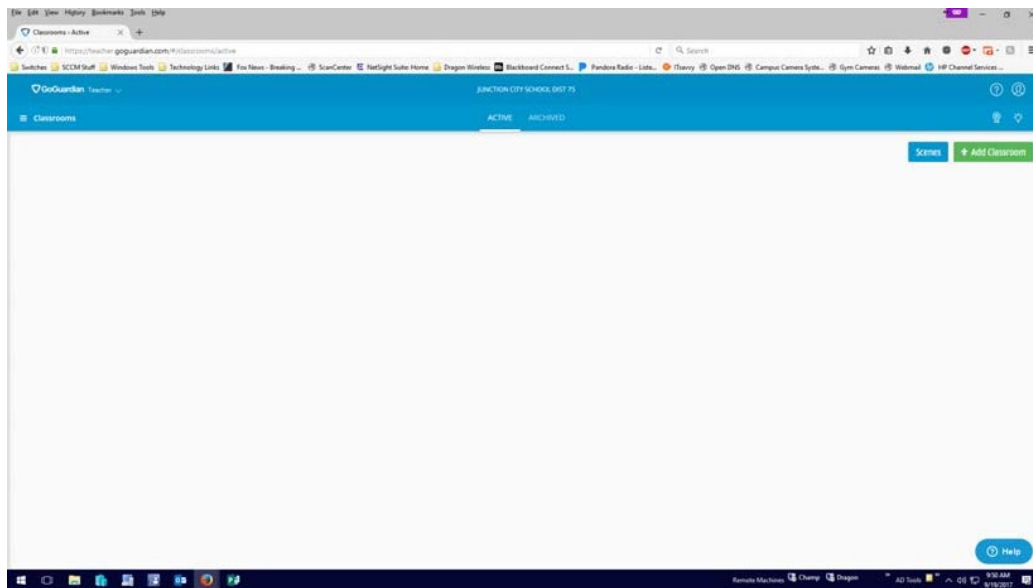 File Edit View History Bookmarks Tools Help
Classrooms - Active
https://teacher.goguardian.com/#/classrooms/active
Search
Switches SCCM Stuff Windows Tools Technology Links Fox News - Breaking ... ScanCenter NetSight Suite: Home Dragon Wireless Blackboard Connect 5... Pandora Radio - Liste... iTsavvy Open DNS Campus Camera Syste... Gym Cameras Webmail HP Channel Services ...
GoGuardian Teacher
JUNCTION CITY SCHOOL DIST 75
Classrooms
ACTIVE ARCHIVED
Scenes + Add Classroom
Help
Remote Machines Champ Dragon
AD Tools
9:50 AM
9/19/2017